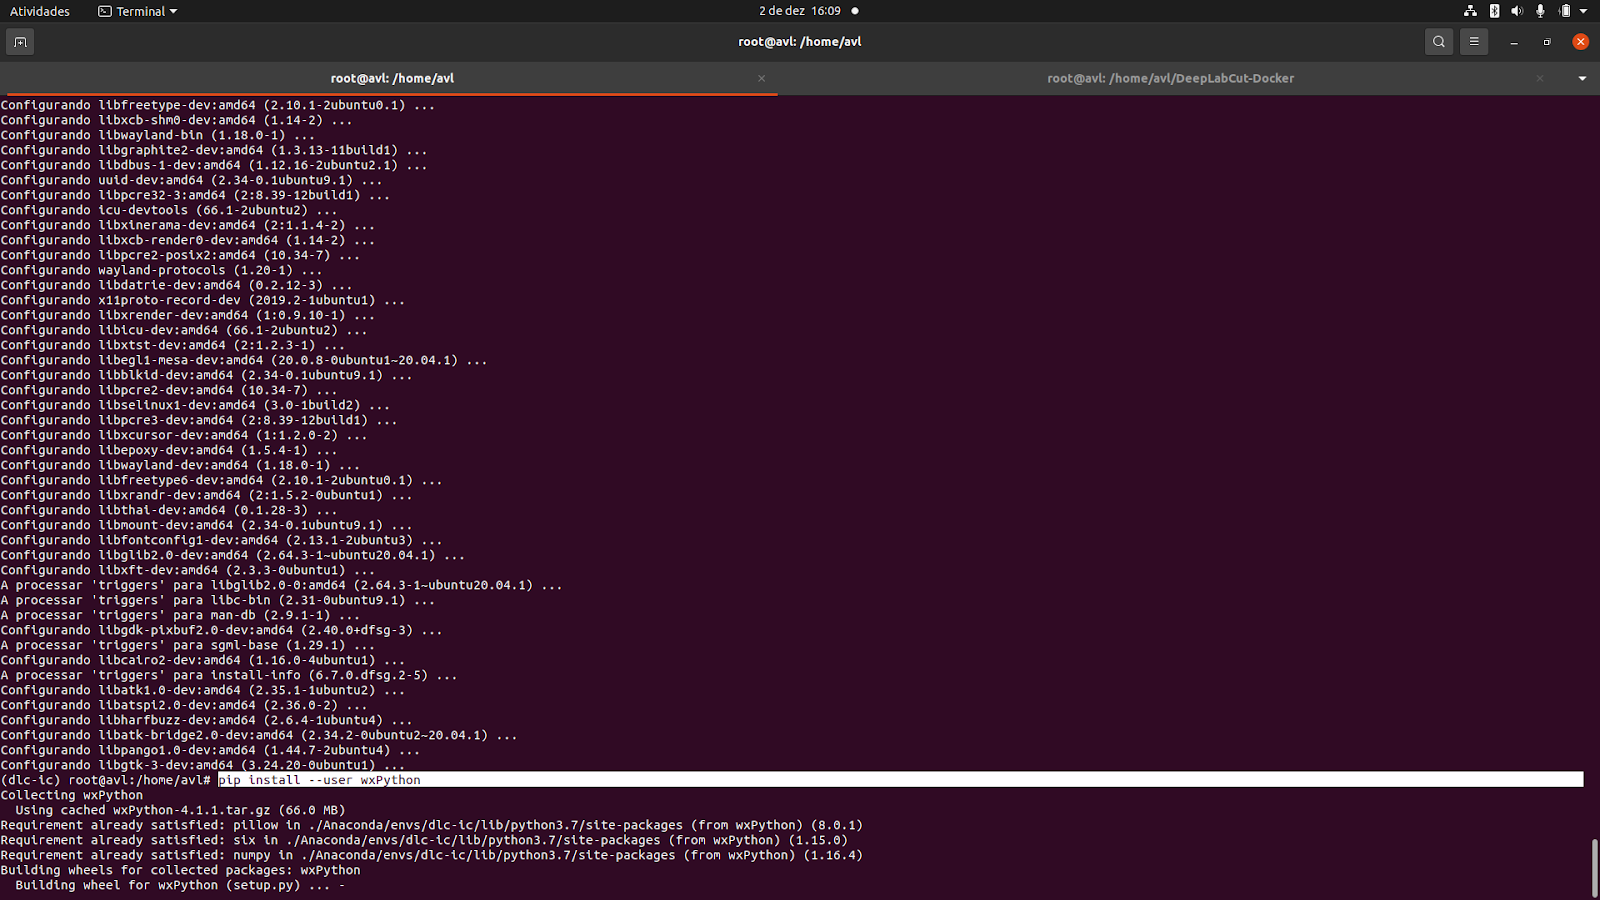 Atividades Terminal 2 de dez 16:09
root@avl: /home/avl
root@avl: /home/avl root@avl: /home/avl/DeepLabCut-Docker
Configurando libfreetype-dev:amd64 (2.10.1-2ubuntu0.1) ...
Configurando libxcb-shm0-dev:amd64 (1.14-2) ...
Configurando libwayland-bin (1.18.0-1) ...
Configurando libgraphite2-dev:amd64 (1.3.13-11build1) ...
Configurando libdbus-1-dev:amd64 (1.12.16-2ubuntu2.1) ...
Configurando uuid-dev:amd64 (2.34-0.1ubuntu9.1) ...
Configurando libpcre32-3:amd64 (2:8.39-12build1) ...
Configurando icu-devtools (66.1-2ubuntu2) ...
Configurando libxinerama-dev:amd64 (2:1.1.4-2) ...
Configurando libxcb-render0-dev:amd64 (1.14-2) ...
Configurando libpcre2-posix2:amd64 (10.34-7) ...
Configurando wayland-protocols (1.20-1) ...
Configurando libdatrie-dev:amd64 (0.2.12-3) ...
Configurando x11proto-record-dev (2019.2-1ubuntu1) ...
Configurando libxrender-dev:amd64 (1:0.9.10-1) ...
Configurando libicu-dev:amd64 (66.1-2ubuntu2) ...
Configurando libxtst-dev:amd64 (2:1.2.3-1) ...
Configurando libegl1-mesa-dev:amd64 (20.0.8-0ubuntu1~20.04.1) ...
Configurando libblkid-dev:amd64 (2.34-0.1ubuntu9.1) ...
Configurando libpcre2-dev:amd64 (10.34-7) ...
Configurando libselinux1-dev:amd64 (3.0-1build2) ...
Configurando libpcre3-dev:amd64 (2:8.39-12build1) ...
Configurando libxcursor-dev:amd64 (1:1.2.0-2) ...
Configurando libepoxy-dev:amd64 (1.5.4-1) ...
Configurando libwayland-dev:amd64 (1.18.0-1) ...
Configurando libfreetype6-dev:amd64 (2.10.1-2ubuntu0.1) ...
Configurando libxrandr-dev:amd64 (2:1.5.2-0ubuntu1) ...
Configurando libthai-dev:amd64 (0.1.28-3) ...
Configurando libmount-dev:amd64 (2.34-0.1ubuntu9.1) ...
Configurando libfontconfig1-dev:amd64 (2.13.1-2ubuntu3) ...
Configurando libglib2.0-dev:amd64 (2.64.3-1~ubuntu20.04.1) ...
Configurando libxft-dev:amd64 (2.3.3-0ubuntu1) ...
A processar 'triggers' para libglib2.0-0:amd64 (2.64.3-1~ubuntu20.04.1) ...
A processar 'triggers' para libc-bin (2.31-0ubuntu9.1) ...
A processar 'triggers' para man-db (2.9.1-1) ...
Configurando libgdk-pixbuf2.0-dev:amd64 (2.40.0+dfsg-3) ...
A processar 'triggers' para sgml-base (1.29.1) ...
Configurando libcairo2-dev:amd64 (1.16.0-4ubuntu1) ...
A processar 'triggers' para install-info (6.7.0.dfsg.2-5) ...
Configurando libatk1.0-dev:amd64 (2.35.1-1ubuntu2) ...
Configurando libatspi2.0-dev:amd64 (2.36.0-2) ...
Configurando libharfbuzz-dev:amd64 (2.6.4-1ubuntu4) ...
Configurando libatk-bridge2.0-dev:amd64 (2.34.2-0ubuntu2~20.04.1) ...
Configurando libpango1.0-dev:amd64 (1.44.7-2ubuntu4) ...
Configurando libgtk-3-dev:amd64 (3.24.20-0ubuntu1) ...
(dlc-ic) root@avl:/home/avl# pip install --user wxPython
Collecting wxPython
  Using cached wxPython-4.1.1.tar.gz (66.0 MB)
Requirement already satisfied: pillow in ./Anaconda/envs/dlc-ic/lib/python3.7/site-packages (from wxPython) (8.0.1)
Requirement already satisfied: six in ./Anaconda/envs/dlc-ic/lib/python3.7/site-packages (from wxPython) (1.15.0)
Requirement already satisfied: numpy in ./Anaconda/envs/dlc-ic/lib/python3.7/site-packages (from wxPython) (1.16.4)
Building wheels for collected packages: wxPython
  Building wheel for wxPython (setup.py) ... -